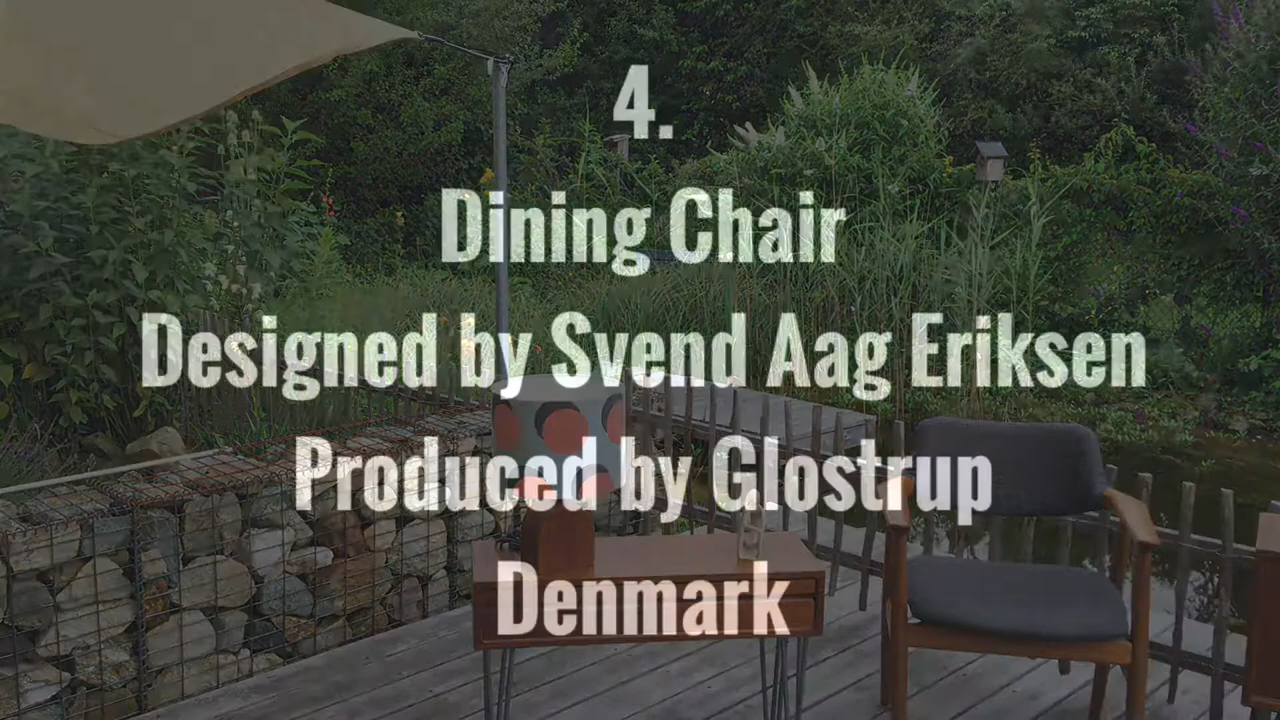 4.
Dining Chair
Designed by Svend Aag Eriksen
Produced by Glostrup
Denmark